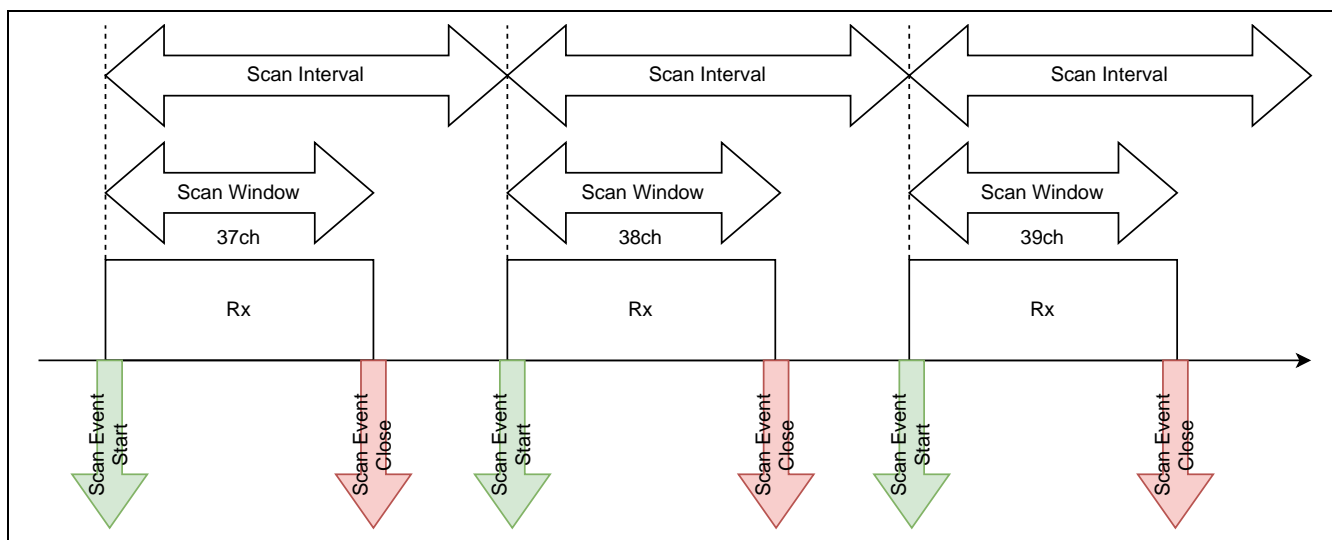 Scan Interval
Scan Interval
Scan Interval
Scan Window
Scan Window
Scan Window
37ch
38ch
39ch
Rx
Rx
Rx
Scan Event
Start
Scan Event
Close
Scan Event
Start
Scan Event
Close
Scan Event
Start
Scan Event
Close